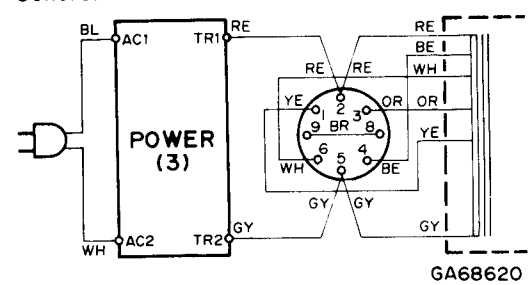 BL
AC1
TR1
RE
RE
BE
RE RE
WH
YE
1
2
3
OR OR
9
BR
8
YE
POWER
(3)
6
5
4
WH
BE
GY GY
AC2
WH
TR2
GY
GY
GA68620